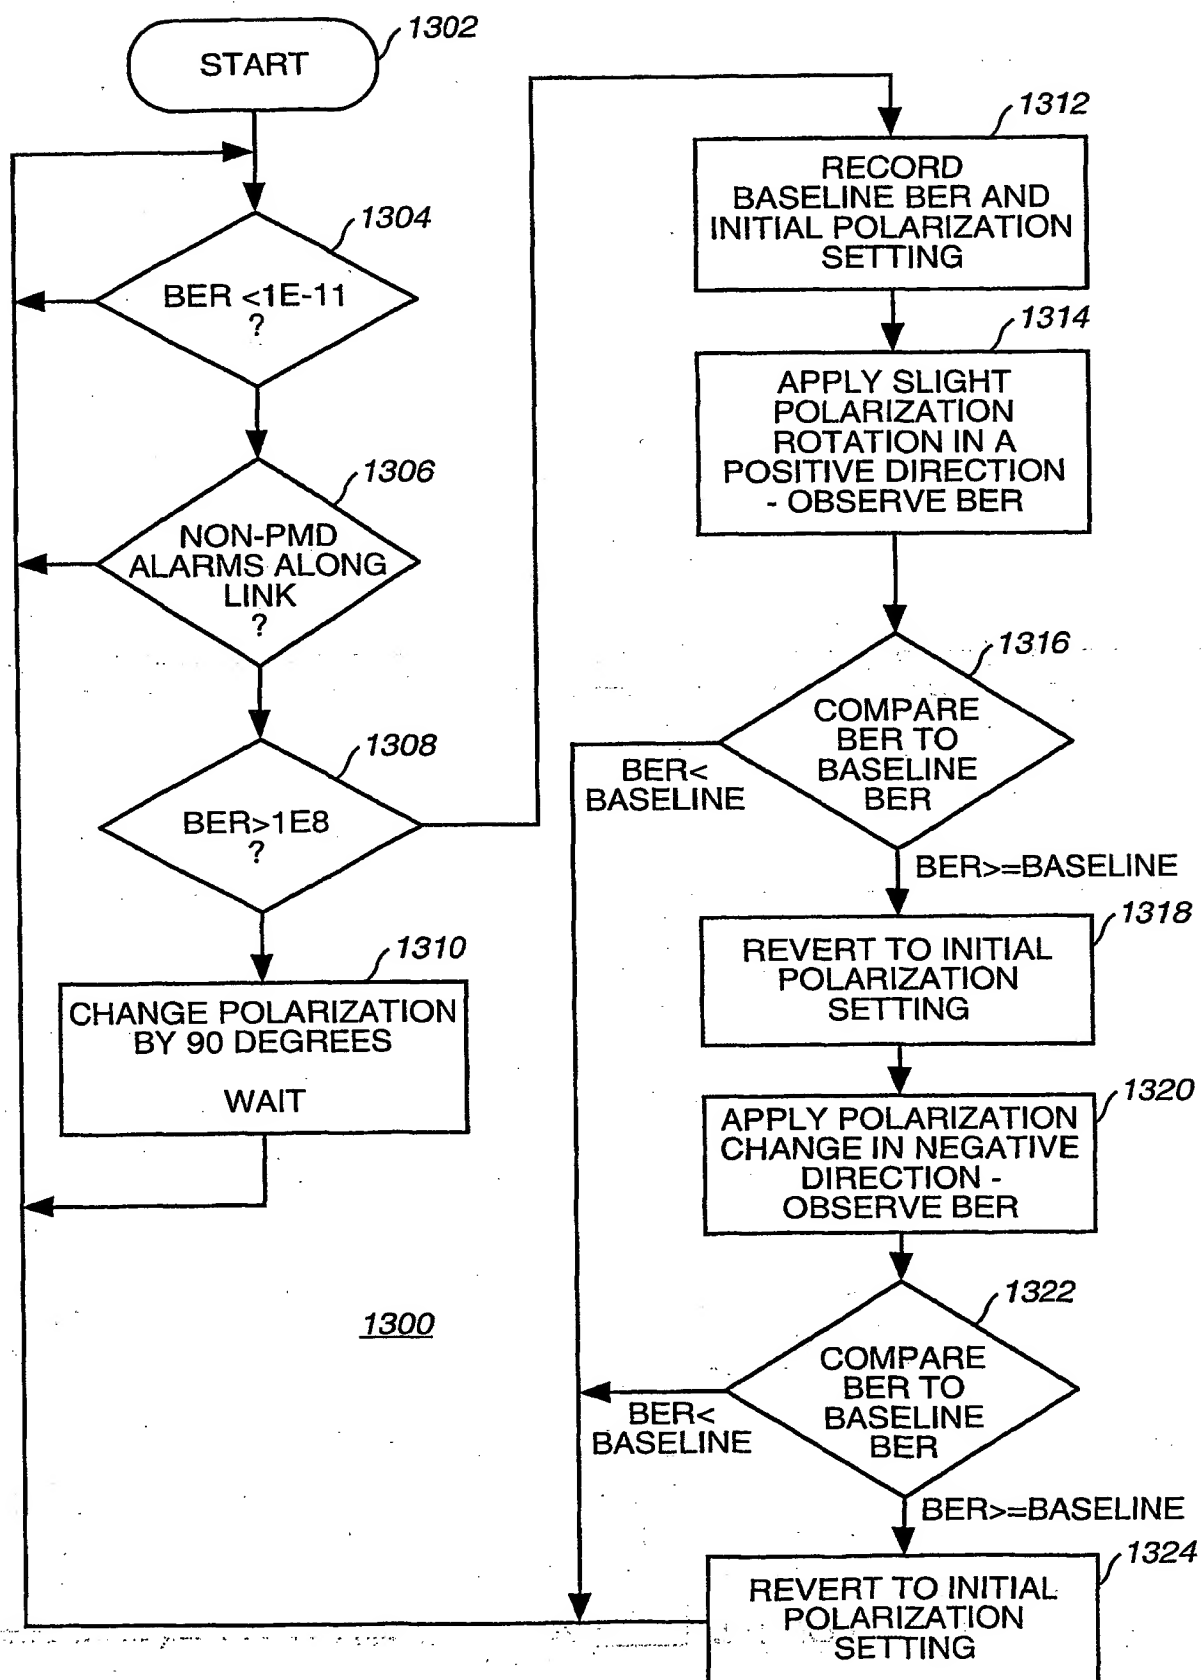 1302
START
1304
BER <1E-11
?
1306
NON-PMD
ALARMS ALONG
LINK
?
1308
BER>1E8
?
1310
CHANGE POLARIZATION
BY 90 DEGREES
WAIT
1300
1312
RECORD
BASELINE BER AND
INITIAL POLARIZATION
SETTING
1314
APPLY SLIGHT
POLARIZATION
ROTATION IN A
POSITIVE DIRECTION
- OBSERVE BER
1316
COMPARE
BER TO
BASELINE
BER
BER<
BASELINE
BER>=BASELINE
1318
REVERT TO INITIAL
POLARIZATION
SETTING
1320
APPLY POLARIZATION
CHANGE IN NEGATIVE
DIRECTION -
OBSERVE BER
1322
COMPARE
BER TO
BASELINE
BER
BER<
BASELINE
BER>=BASELINE
1324
REVERT TO INITIAL
POLARIZATION
SETTING